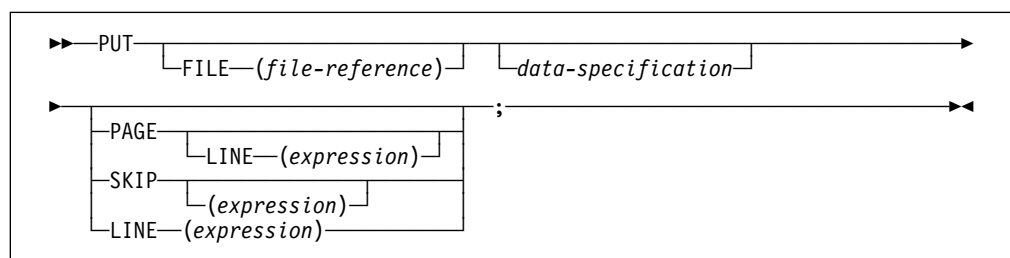 PUT
FILE (file-reference) data-specification
;
PAGE
LINE (expression)
SKIP
(expression)
LINE (expression)